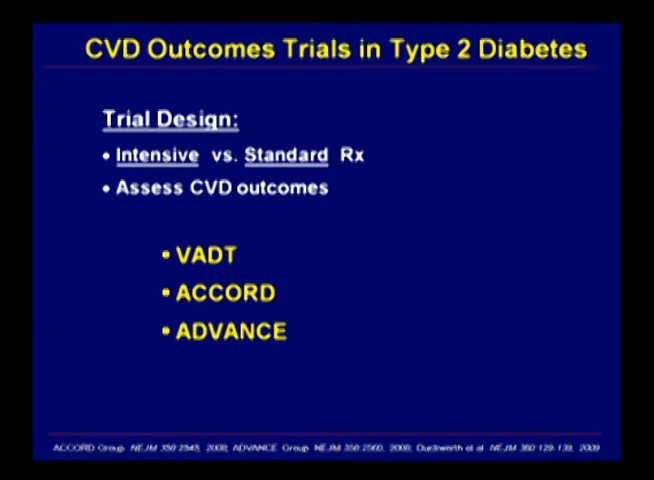 CVD Outcomes Trials in Type 2 Diabetes
Trial Design:
• Intensive vs. Standard Rx
• Assess CVD outcomes
▪ VADT
▪ ACCORD
▪ ADVANCE
ACCORD Group NEJM 358:2545, 2008; ADVANCE Group NEJM 358:2560, 2008; Duckworth et al NEJM 360:129-139, 2009